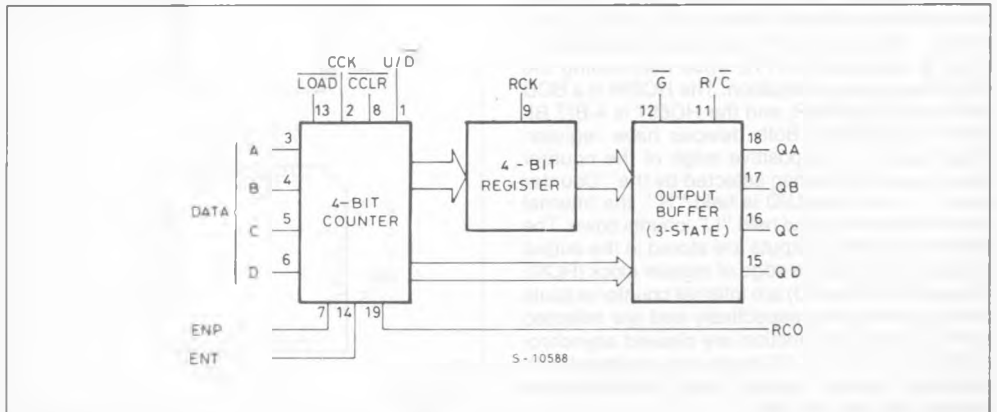 CCK U/D̅
L̅O̅A̅D̅ C̅C̅L̅R̅ RCK G̅ R/C̅
13 2 8 1 9 12 11
A 3
B 4
C 5
D 6
DATA
4-BIT
COUNTER
4-BIT
REGISTER
OUTPUT
BUFFER
(3-STATE)
18 QA
17 QB
16 QC
15 QD
7 14 19
ENP
RCO
ENT
S-10588